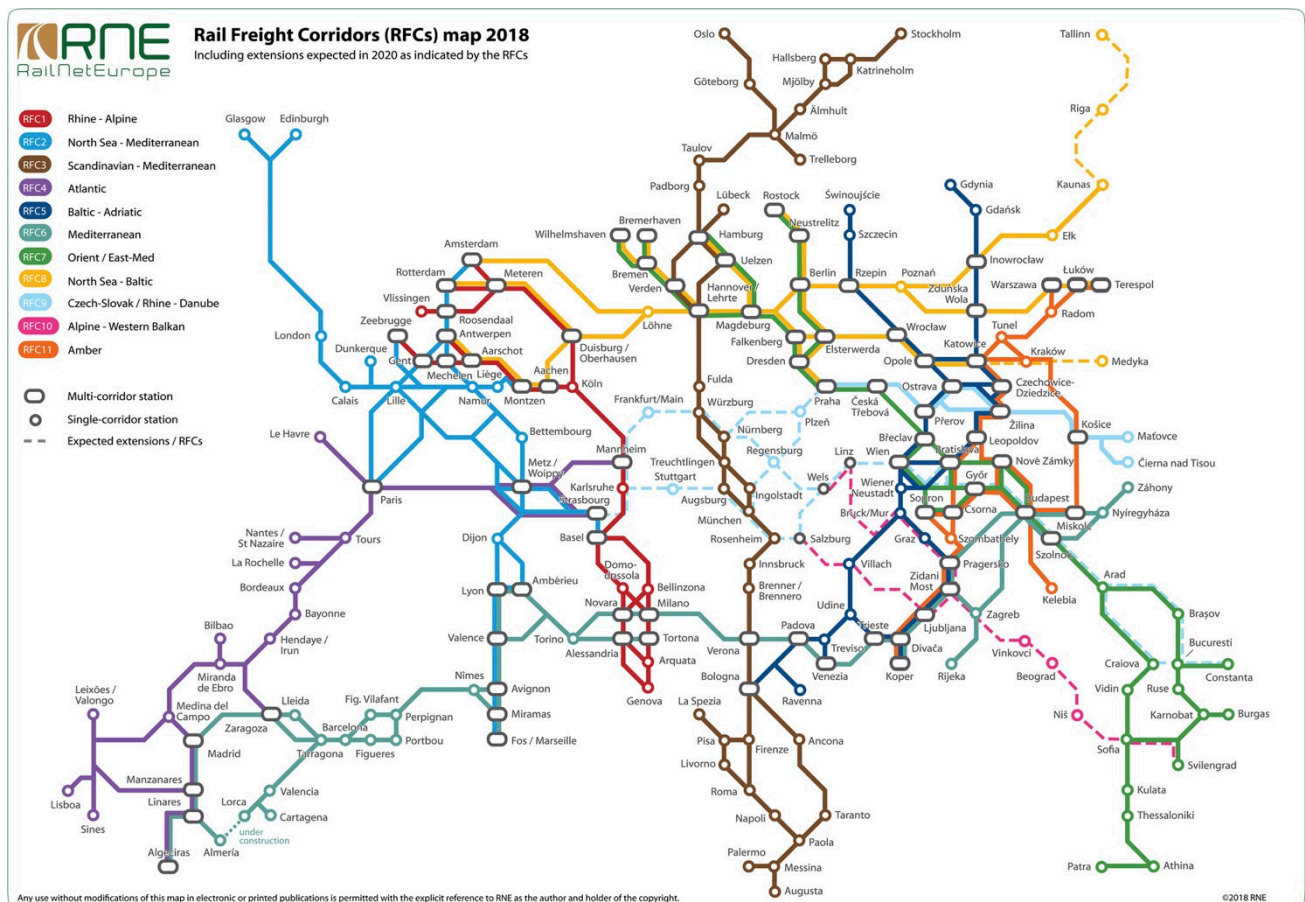 RNE
RailNetEurope
Rail Freight Corridors (RFCs) map 2018
Including extensions expected in 2020 as indicated by the RFCs
RFC1 Rhine - Alpine
RFC2 North Sea - Mediterranean
RFC3 Scandinavian - Mediterranean
RFC4 Atlantic
RFC5 Baltic - Adriatic
RFC6 Mediterranean
RFC7 Orient / East-Med
RFC8 North Sea - Baltic
RFC9 Czech-Slovak / Rhine - Danube
RFC10 Alpine - Western Balkan
RFC11 Amber
Multi-corridor station
Single-corridor station
Expected extensions / RFCs
Oslo
Stockholm
Tallinn
Hallsberg
Katrineholm
Göteborg
Mjölby
Älmhult
Riga
Glasgow
Edinburgh
Malmö
Taulov
Trelleborg
Padborg
Kaunas
Lübeck
Rostock
Świnoujście
Gdynia
Gdańsk
Bremerhaven
Wilhelmshaven
Hamburg
Neustrelitz
Szczecin
Ełk
Amsterdam
Bremen
Uelzen
Inowrocław
Rotterdam
Meteren
Verden
Hannover/
Lehrte
Berlin
Rzepin
Poznań
Zduńska
Wola
Warszawa
Łuków
Terespol
Vlissingen
Roosendaal
Radom
Zeebrugge
Antwerpen
Löhne
Magdeburg
London
Dunkerque
Gent
Aarschot
Duisburg /
Oberhausen
Falkenberg
Elsterwerda
Wrocław
Katowice
Tunel
Mechelen
Liège
Aachen
Dresden
Opole
Kraków
Medyka
Calais
Lille
Namur
Montzen
Köln
Fulda
Praha
Česká
Třebová
Ostrava
Czechowice-
Dziedzice
Frankfurt/Main
Würzburg
Plzeň
Přerov
Žilina
Le Havre
Bettembourg
Nürnberg
Břeclav
Leopoldov
Košice
Maťovce
Metz /
Woippy
Mannheim
Treuchtlingen
Regensburg
Linz
Wien
Bratislava
Nové Zámky
Čierna nad Tisou
Paris
Karlsruhe
Stuttgart
Wels
Wiener
Neustadt
Győr
Strasbourg
Augsburg
Ingolstadt
Sopron
Budapest
Záhony
Nantes /
St Nazaire
Tours
Dijon
Basel
München
Bruck/Mur
Csorna
Miskolc
Nyíregyháza
Rosenheim
Salzburg
Graz
Szombathely
Szolnok
La Rochelle
Domo-
dossola
Innsbruck
Villach
Pragersko
Bordeaux
Lyon
Ambérieu
Bellinzona
Brenner /
Brennero
Zidani
Most
Kelebia
Arad
Bayonne
Novara
Milano
Udine
Ljubljana
Zagreb
Brașov
Bilbao
Hendaye /
Irun
Valence
Torino
Alessandria
Tortona
Verona
Padova
Treviso
Trieste
Divača
Vinkovci
Bucuresti
Miranda
de Ebro
Arquata
Venezia
Koper
Rijeka
Beograd
Craiova
Constanta
Leixões /
Valongo
Nîmes
Avignon
Genova
Bologna
Ravenna
Vidin
Ruse
Medina del
Campo
Lleida
Fig. Vilafant
La Spezia
Zaragoza
Barcelona
Perpignan
Miramas
Niš
Karnobat
Burgas
Madrid
Tarragona
Figueres
Portbou
Fos / Marseille
Pisa
Firenze
Ancona
Sofia
Livorno
Svilengrad
Manzanares
Valencia
Roma
Kulata
Lisboa
Linares
Lorca
Cartagena
Napoli
Taranto
Thessaloniki
Sines
under
construction
Algeciras
Almería
Paola
Palermo
Messina
Patra
Athina
Augusta
Any use without modifications of this map in electronic or printed publications is permitted with the explicit reference to RNE as the author and holder of the copyright.
©2018 RNE